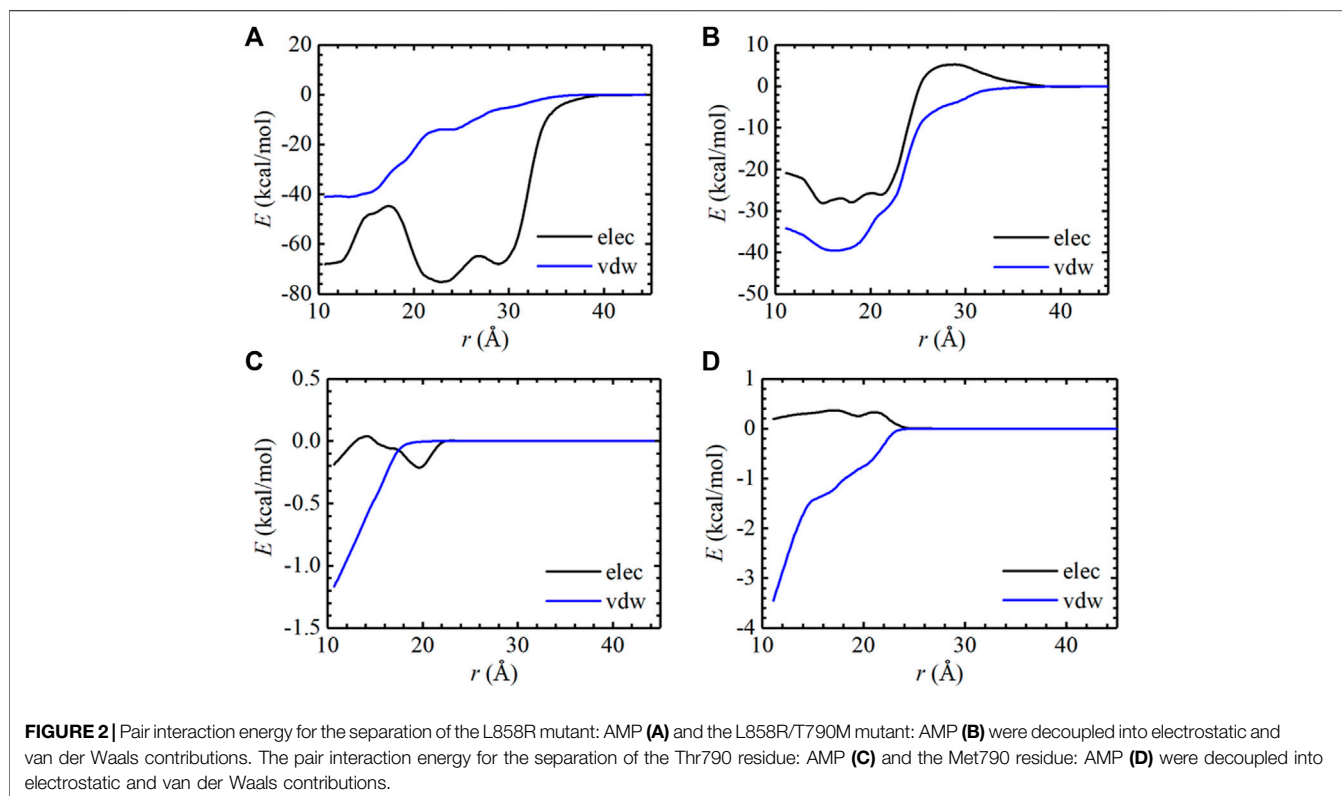 A
20
0
-20
-40
-60
-80
E (kcal/mol)
elec
vdw
10 20 30 40
r (Å)
B
10
0
-10
-20
-30
-40
-50
E (kcal/mol)
elec
vdw
10 20 30 40
r (Å)
C
0.5
0.0
-0.5
-1.0
-1.5
E (kcal/mol)
elec
vdw
10 20 30 40
r (Å)
D
1
0
-1
-2
-3
-4
E (kcal/mol)
elec
vdw
10 20 30 40
r (Å)
FIGURE 2 | Pair interaction energy for the separation of the L858R mutant: AMP (A) and the L858R/T790M mutant: AMP (B) were decoupled into electrostatic and
van der Waals contributions. The pair interaction energy for the separation of the Thr790 residue: AMP (C) and the Met790 residue: AMP (D) were decoupled into
electrostatic and van der Waals contributions.